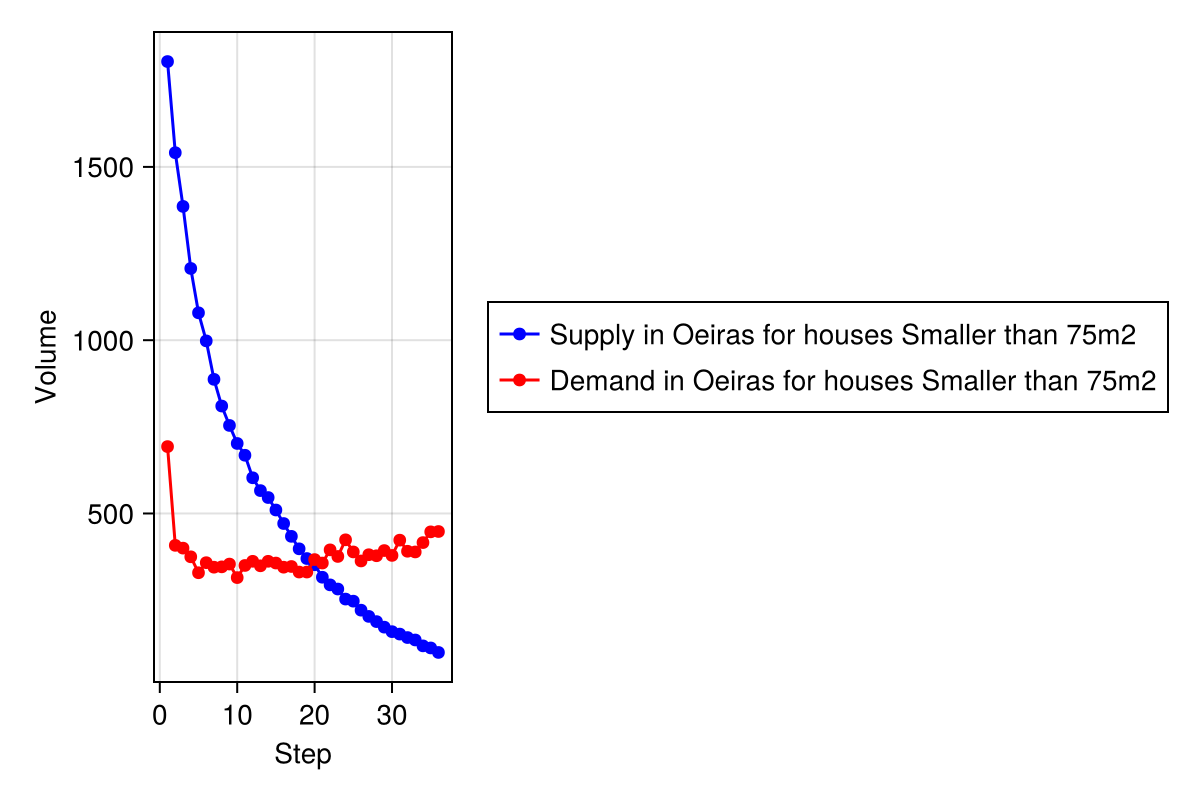 Volume
1500
1000
500
0 10 20 30
Step
Supply in Oeiras for houses Smaller than 75m2
Demand in Oeiras for houses Smaller than 75m2